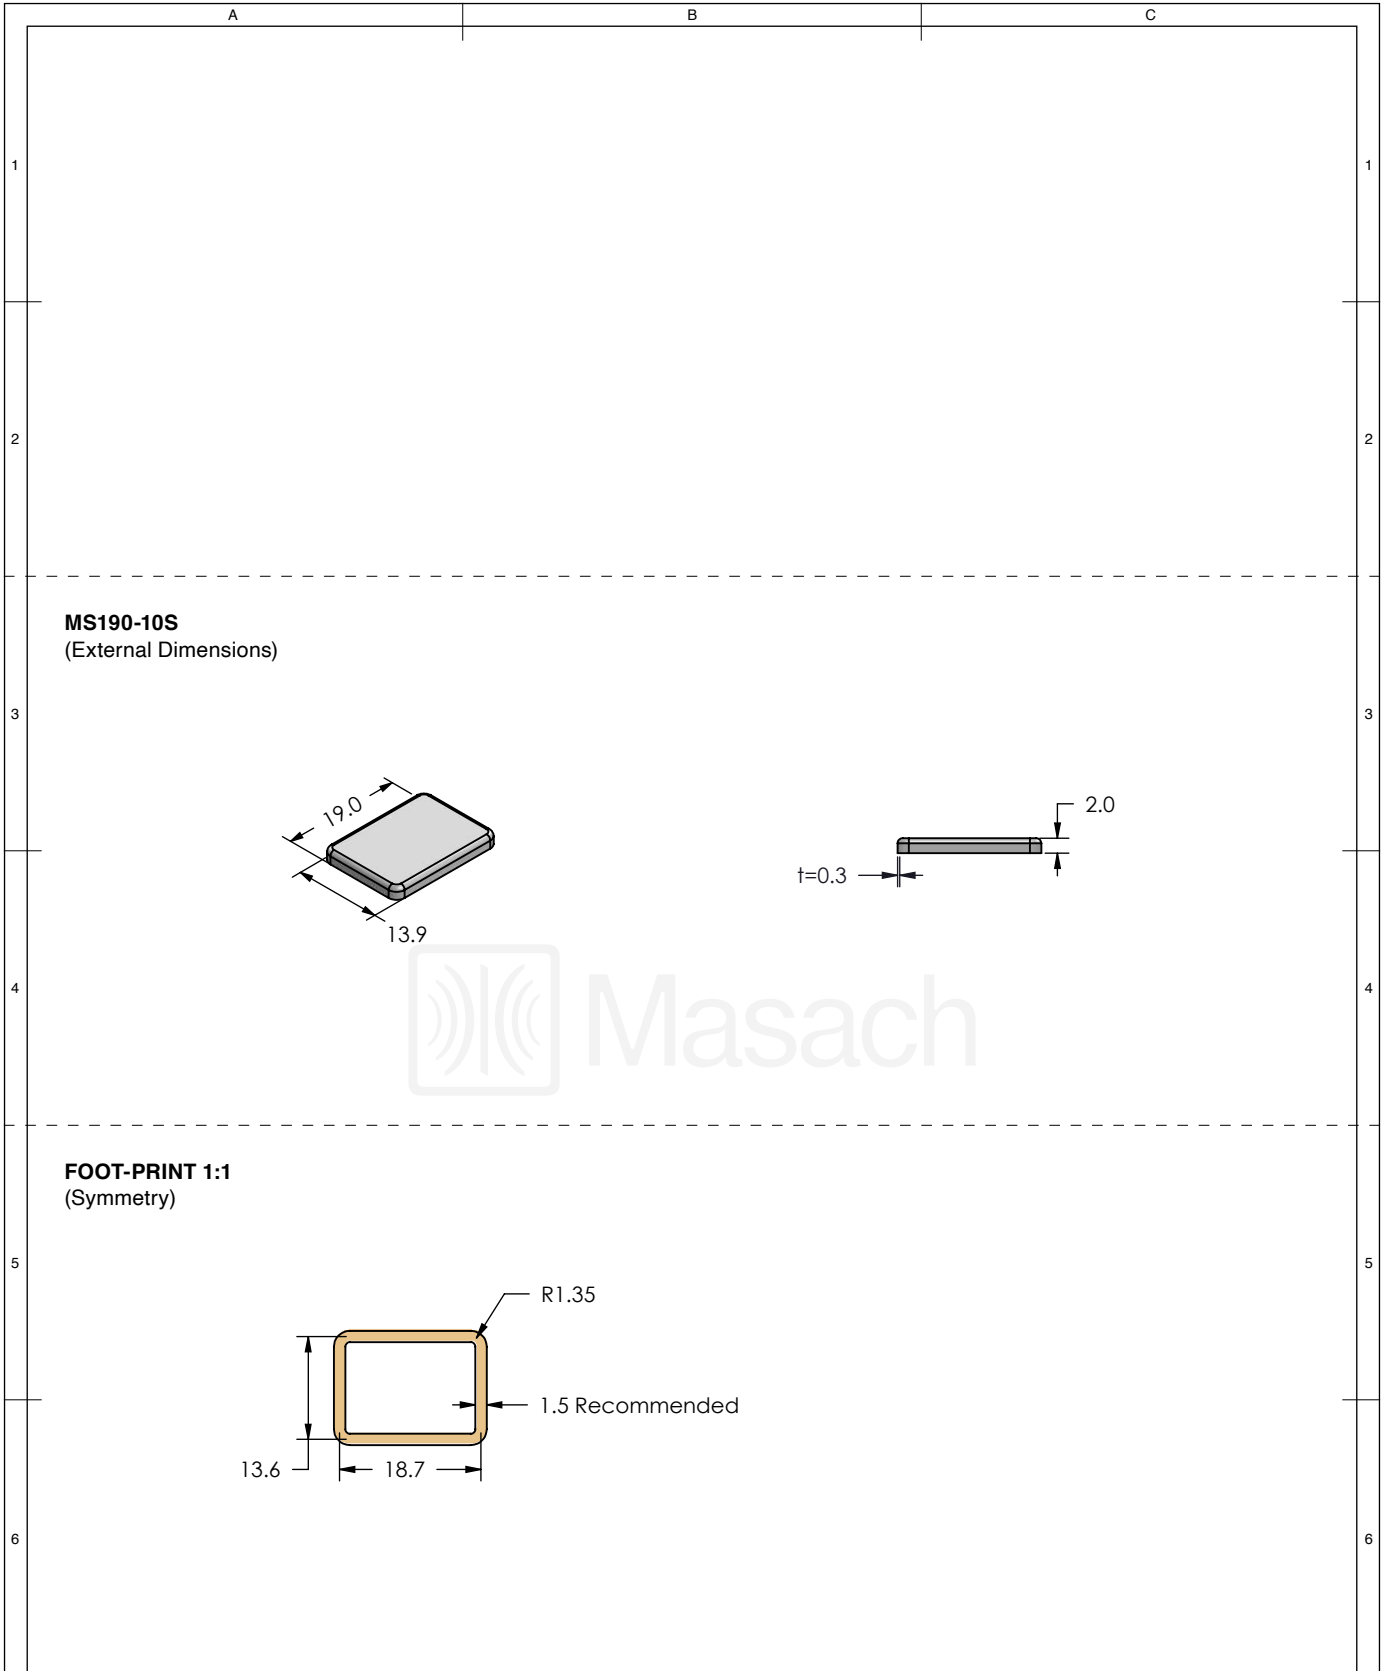 A B C
1 1
2 2
MS190-10S
(External Dimensions)
3 3
19.0
13.9
2.0
t=0.3
Masach
4 4
FOOT-PRINT 1:1
(Symmetry)
5 5
R1.35
1.5 Recommended
13.6
18.7
6 6